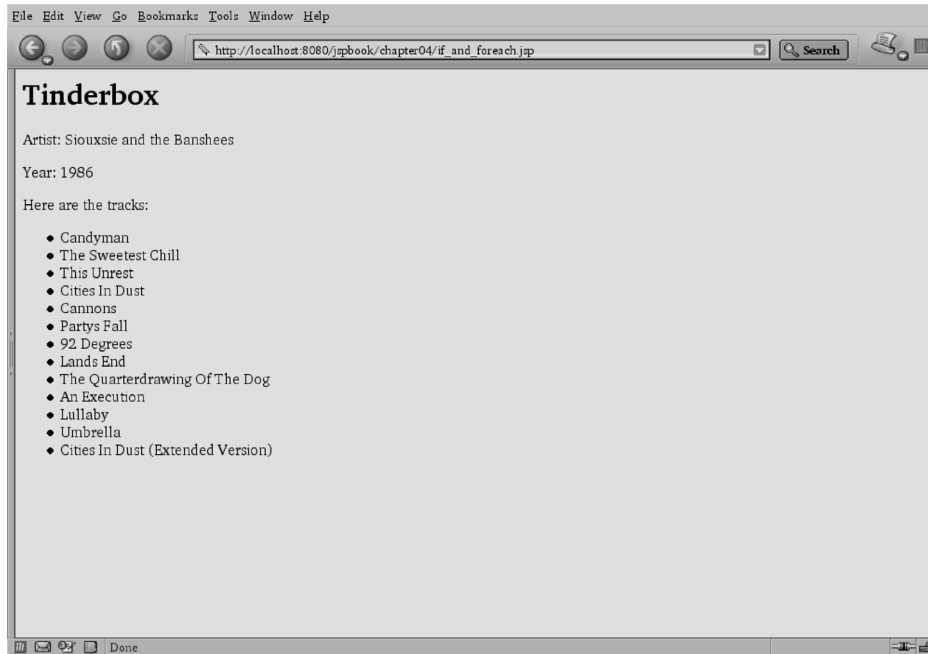 File Edit View Go Bookmarks Tools Window Help
http://localhost:8080/jspbook/chapter04/if_and_foreach.jsp Search
Tinderbox
Artist: Siouxsie and the Banshees
Year: 1986
Here are the tracks:
Candyman
The Sweetest Chill
This Unrest
Cities In Dust
Cannons
Partys Fall
92 Degrees
Lands End
The Quarterdrawing Of The Dog
An Execution
Lullaby
Umbrella
Cities In Dust (Extended Version)
Done